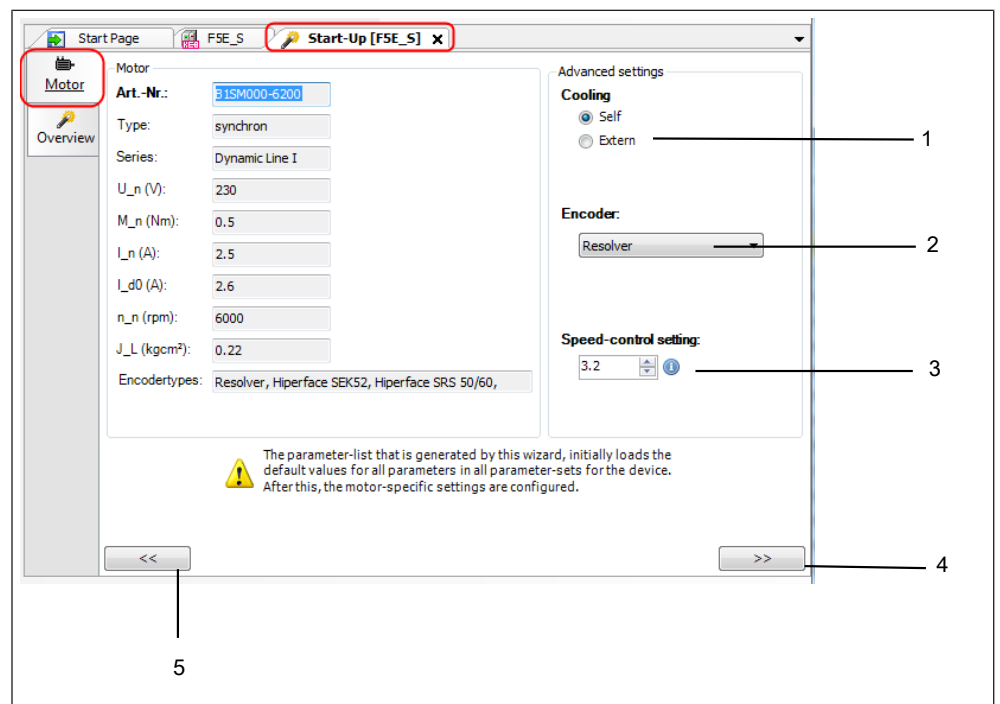 Start Page
F5E_S
Start-Up [F5E_S] x
Motor
Overview
Motor
Art.-Nr.: B1SM000-6200
Type: synchron
Series: Dynamic Line I
U_n (V): 230
M_n (Nm): 0.5
I_n (A): 2.5
I_d0 (A): 2.6
n_n (rpm): 6000
J_L (kgcm²): 0.22
Encodertypes: Resolver, Hiperface SEK52, Hiperface SRS 50/60,
Advanced settings
Cooling
Self
Extern
1
Encoder:
Resolver
2
Speed-control setting:
3.2
3
The parameter-list that is generated by this wizard, initially loads the
default values for all parameters in all parameter-sets for the device.
After this, the motor-specific settings are configured.
<<
>>
4
5